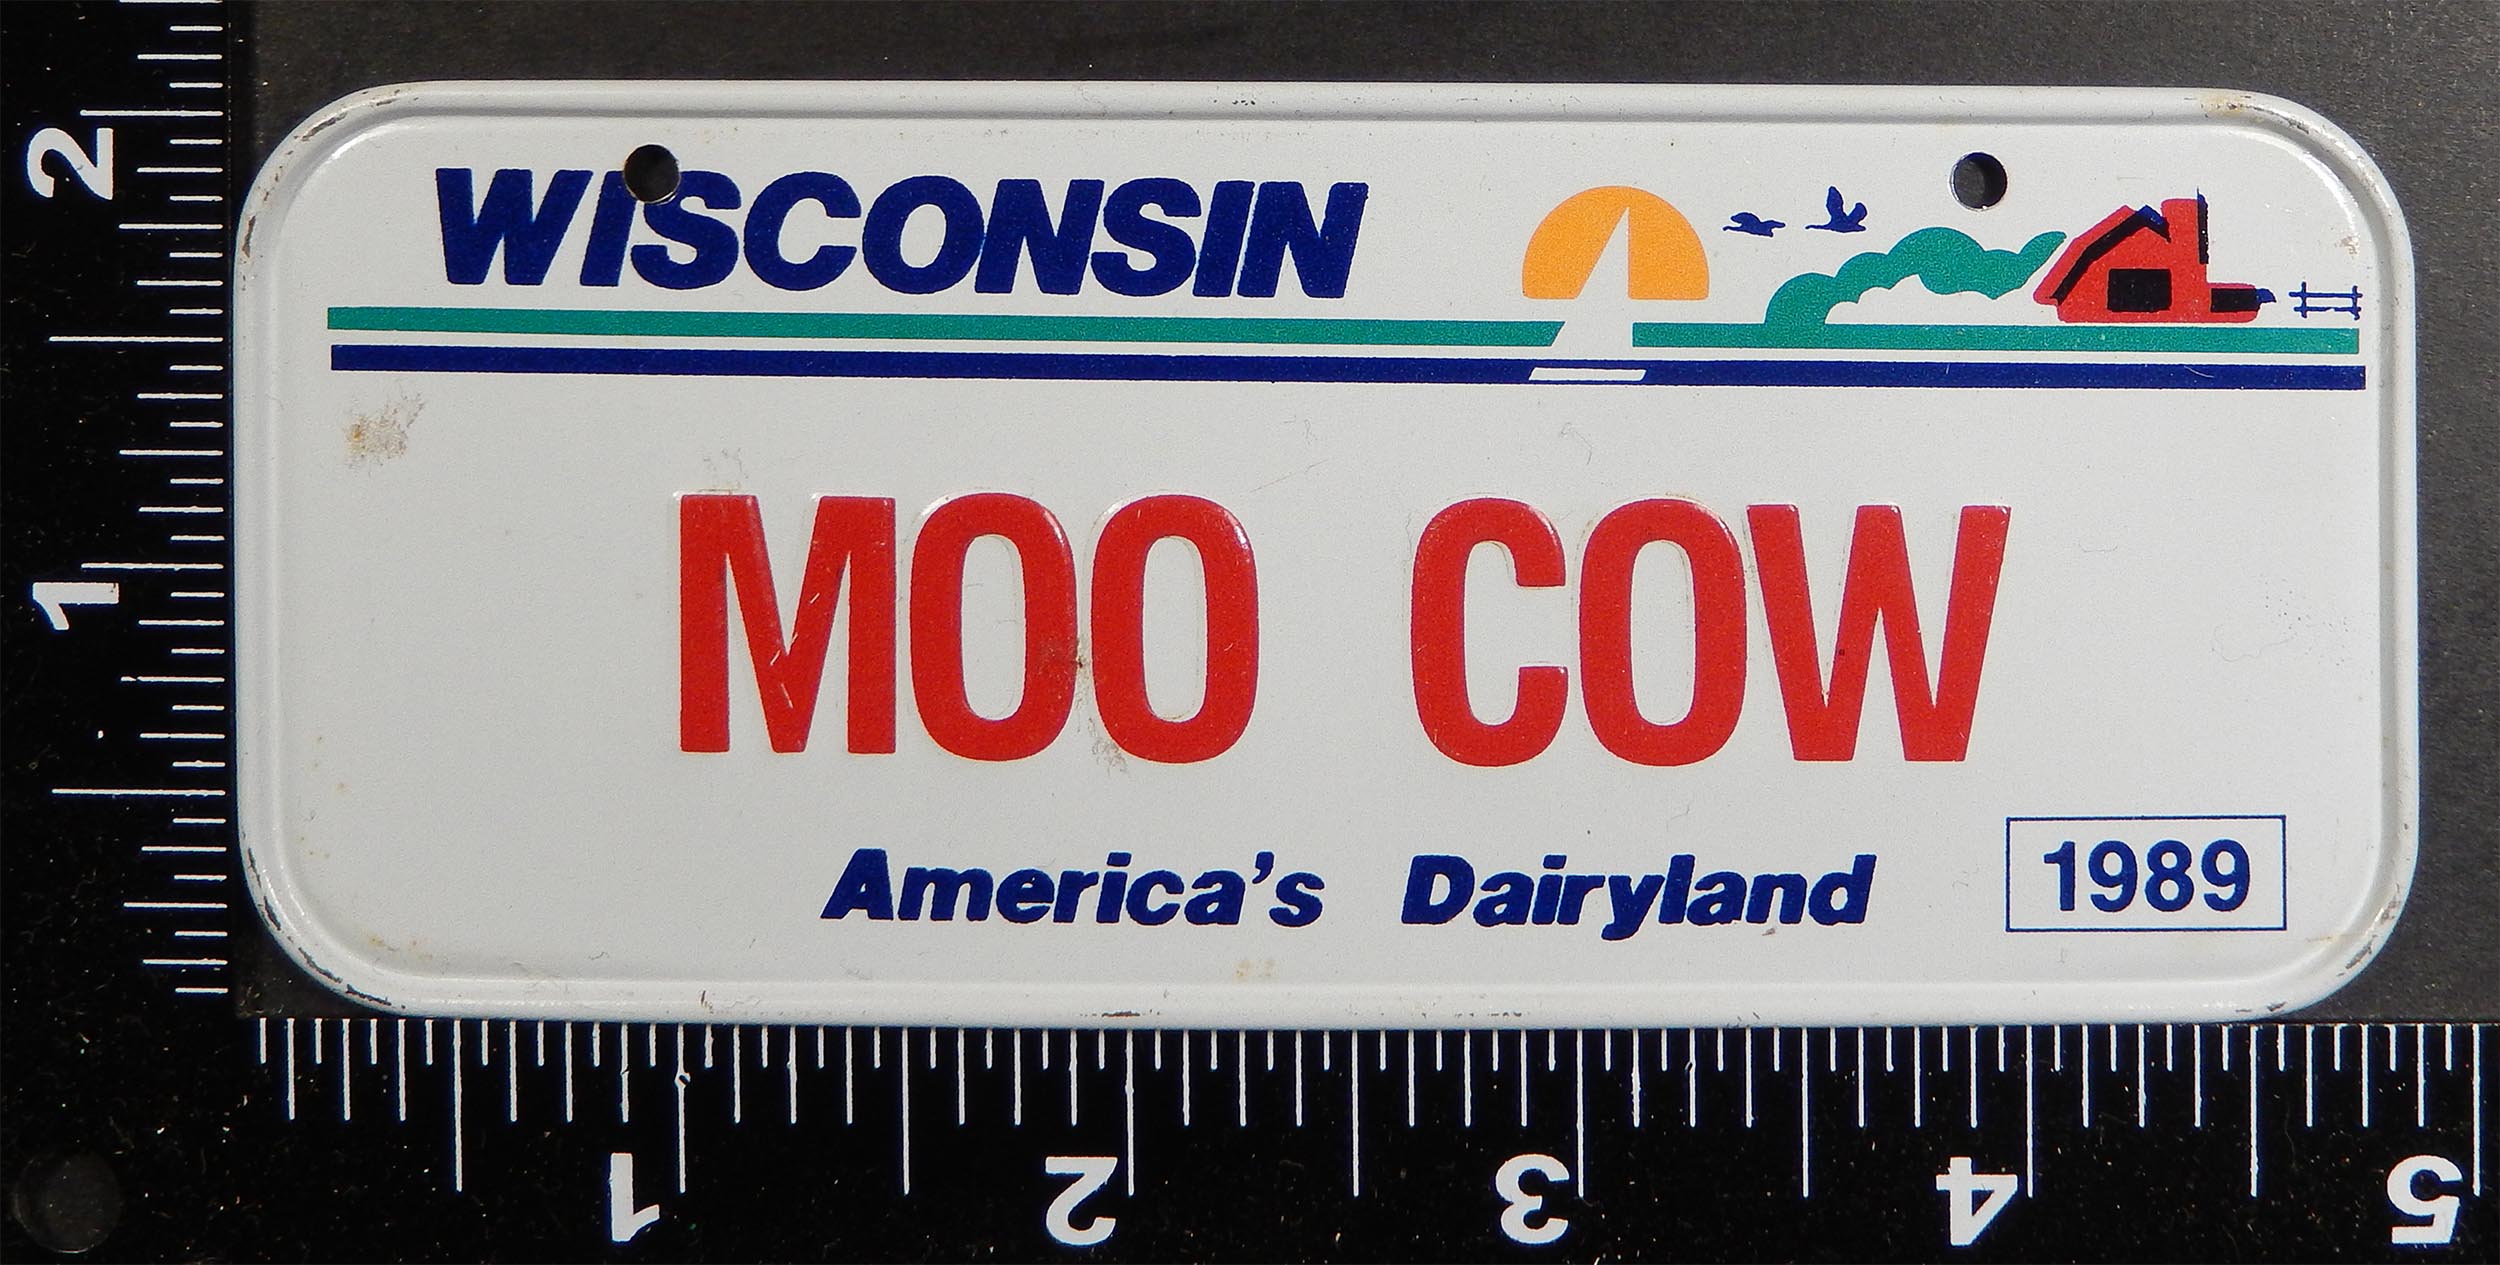 WISCONSIN
MOO COW
America's Dairyland
1989
2
1
1 2 3 4 5